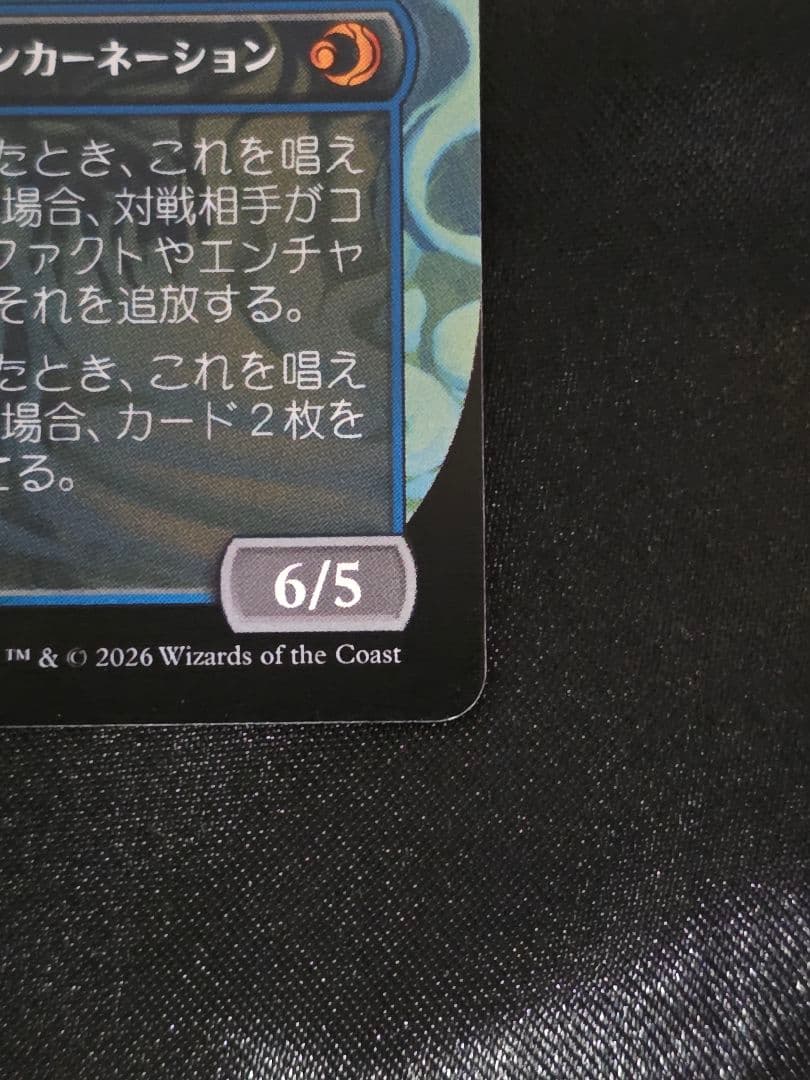 ンカーネーション
たとき、これを唱え
場合、対戦相手がコ
ファクトやエンチャ
それを追放する。
たとき、これを唱え
場合、カード2枚を
てる。
6/5
™ & © 2026 Wizards of the Coast